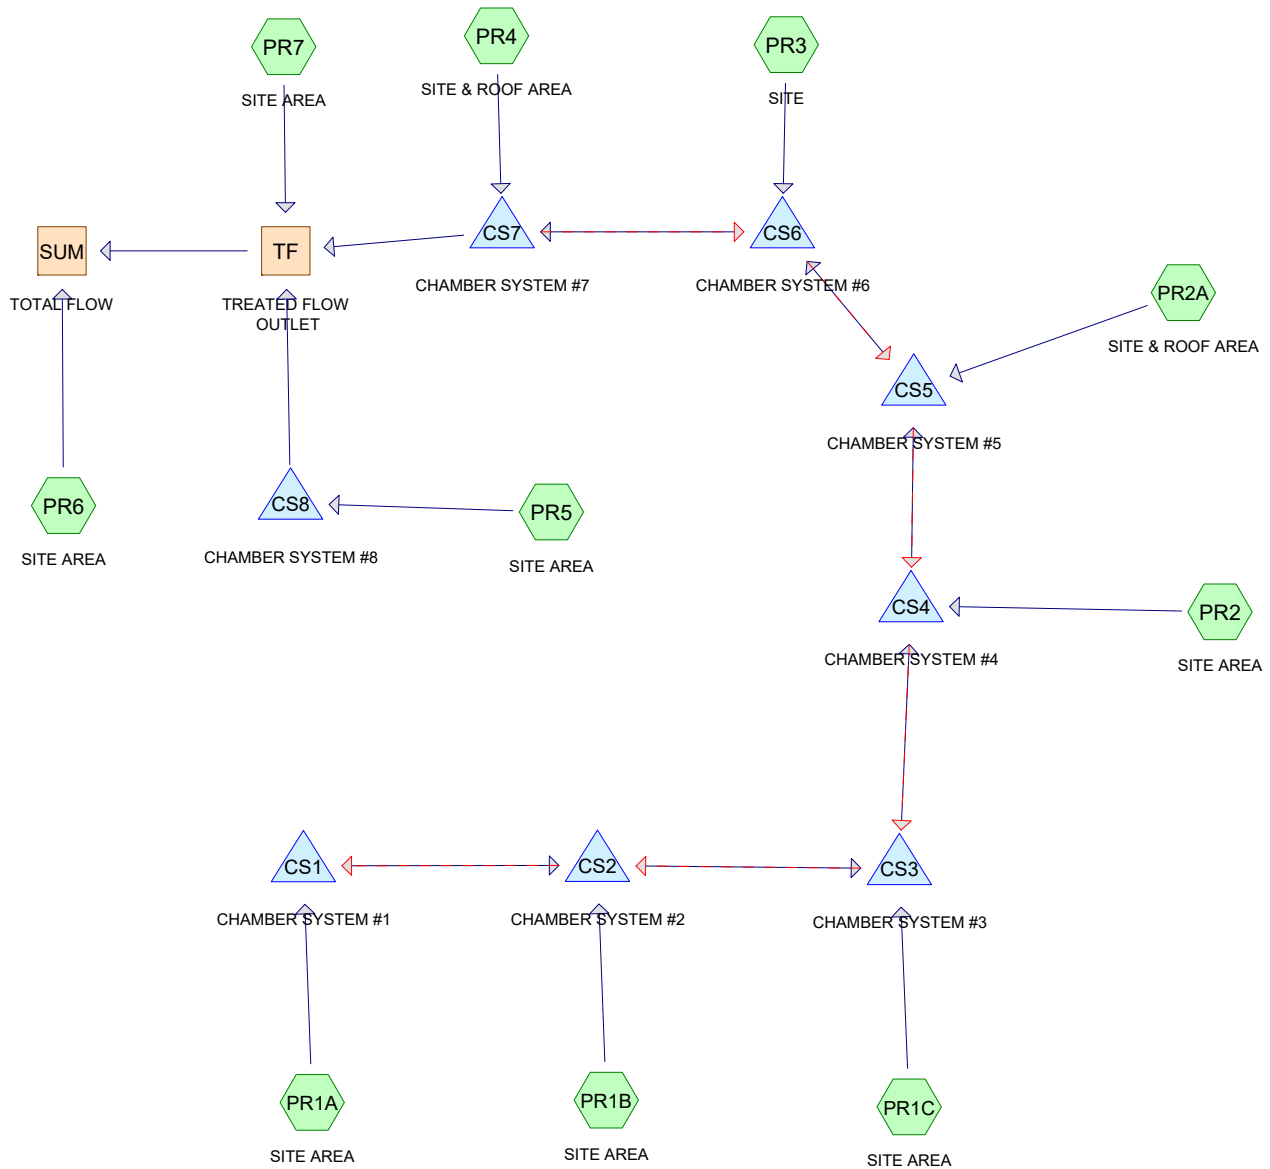 PR7
SITE AREA
PR4
SITE & ROOF AREA
PR3
SITE
SUM
TOTAL FLOW
TF
TREATED FLOW
OUTLET
CS7
CHAMBER SYSTEM #7
CS6
CHAMBER SYSTEM #6
PR2A
SITE & ROOF AREA
CS5
CHAMBER SYSTEM #5
PR6
SITE AREA
CS8
CHAMBER SYSTEM #8
PR5
SITE AREA
CS4
CHAMBER SYSTEM #4
PR2
SITE AREA
CS1
CHAMBER SYSTEM #1
CS2
CHAMBER SYSTEM #2
CS3
CHAMBER SYSTEM #3
PR1A
SITE AREA
PR1B
SITE AREA
PR1C
SITE AREA